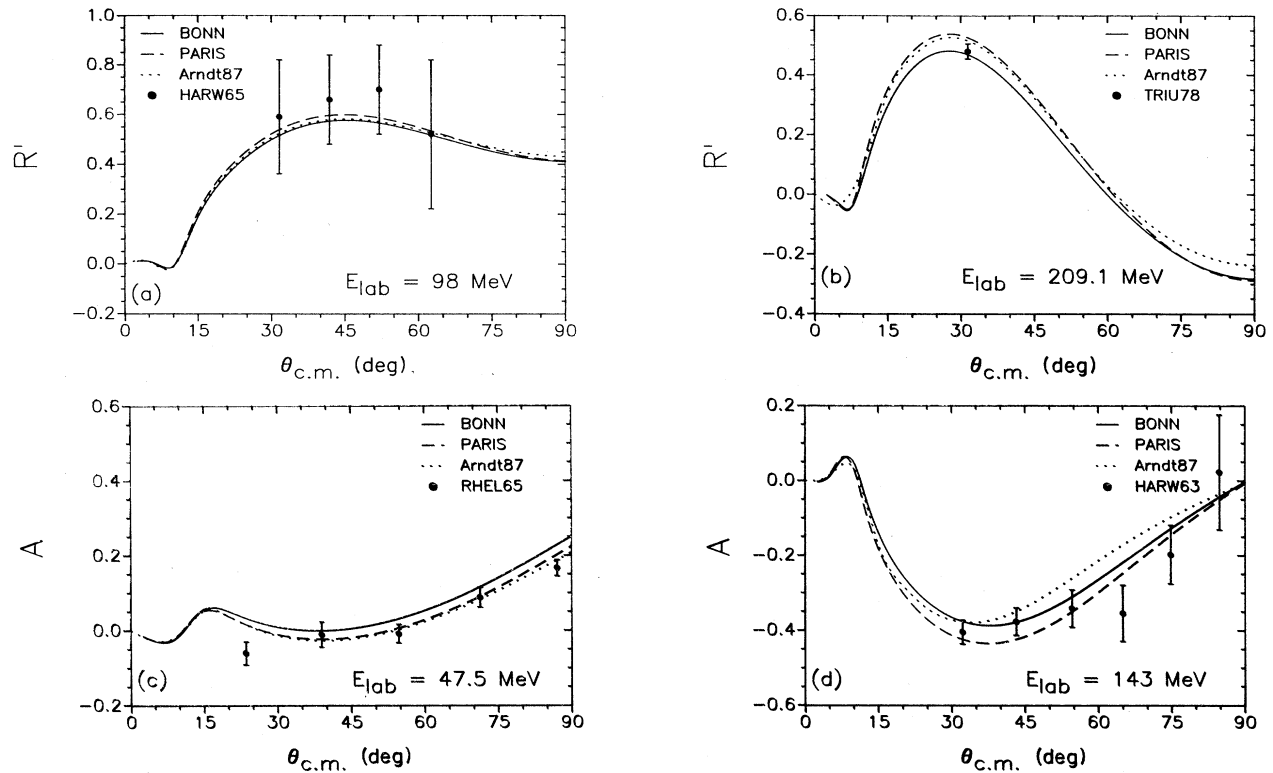 1.0
0.8
0.6
0.4
0.2
0.0
−0.2
R'
BONN
PARIS
Arndt87
HARW65
(a)
E_lab = 98 MeV
0 15 30 45 60 75 90
θ_c.m. (deg)
0.6
0.4
0.2
0.0
−0.2
−0.4
R'
BONN
PARIS
Arndt87
TRIU78
(b)
E_lab = 209.1 MeV
0 15 30 45 60 75 90
θ_c.m. (deg)
0.6
0.4
0.2
0.0
−0.2
A
BONN
PARIS
Arndt87
RHEL65
(c)
E_lab = 47.5 MeV
0 15 30 45 60 75 90
θ_c.m. (deg)
0.2
0.0
−0.2
−0.4
−0.6
A
BONN
PARIS
Arndt87
HARW63
(d)
E_lab = 143 MeV
0 15 30 45 60 75 90
θ_c.m. (deg)